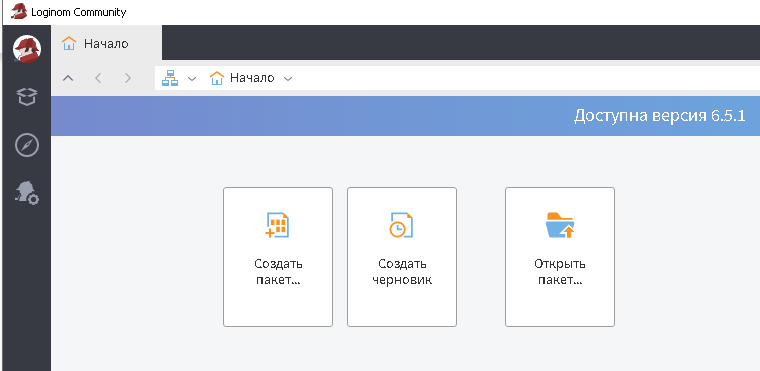 Loginom Community
Начало
Начало
Доступна версия 6.5.1
Создать
пакет...
Создать
черновик
Открыть
пакет...